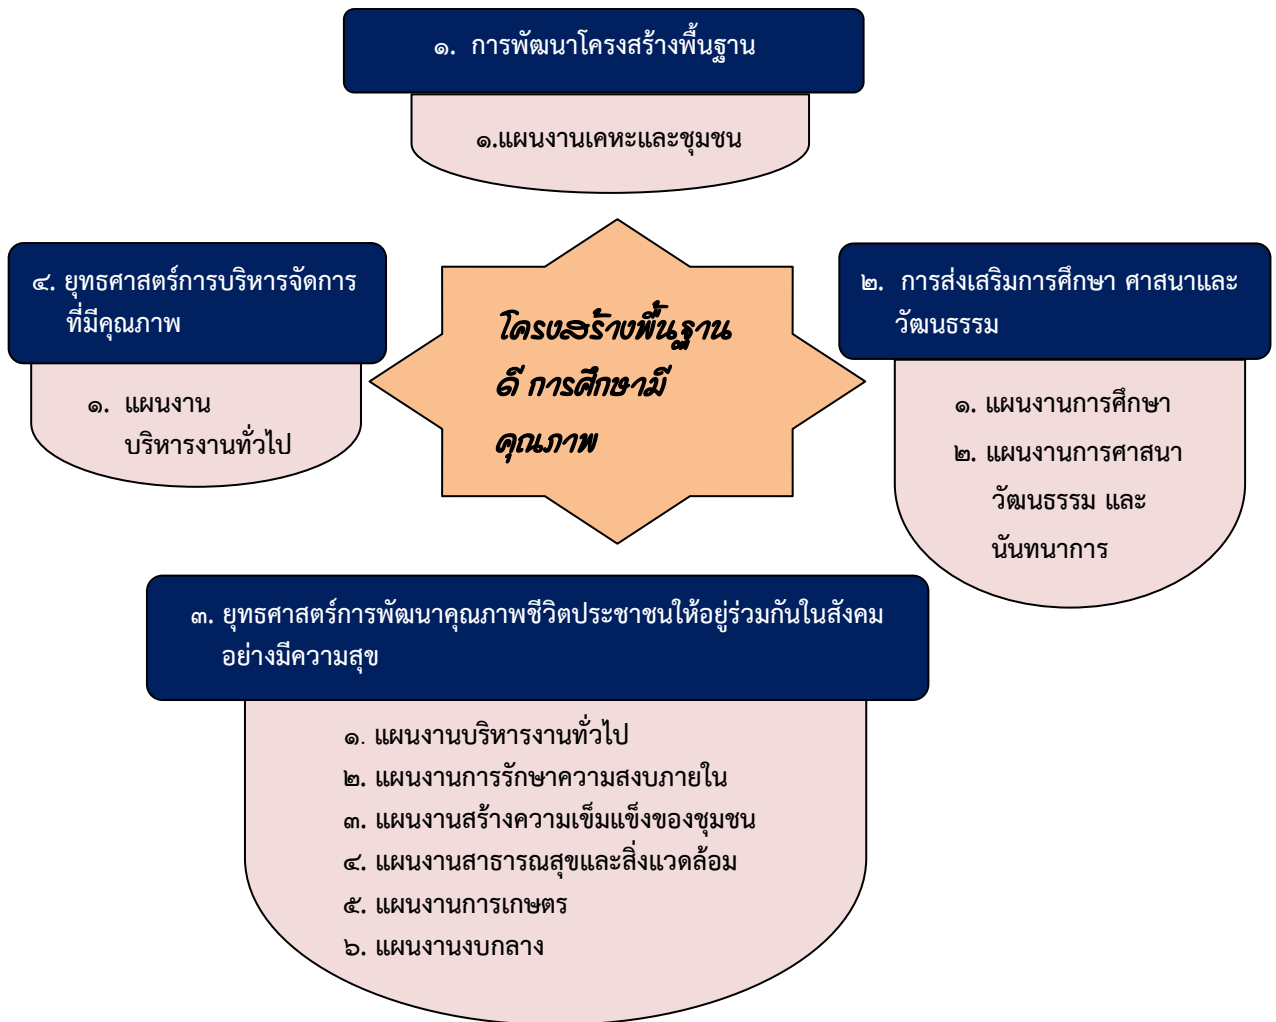 ๑. การพัฒนาโครงสร้างพื้นฐาน
๑.แผนงานเคหะและชุมชน
๔. ยุทธศาสตร์การบริหารจัดการ
ที่มีคุณภาพ
๑. แผนงาน
บริหารงานทั่วไป
โครงสร้างพื้นฐาน
ดี การศึกษามี
คุณภาพ
๒. การส่งเสริมการศึกษา ศาสนาและ
วัฒนธรรม
๑. แผนงานการศึกษา
๒. แผนงานการศาสนา
วัฒนธรรม และ
นันทนาการ
๓. ยุทธศาสตร์การพัฒนาคุณภาพชีวิตประชาชนให้อยู่ร่วมกันในสังคม
อย่างมีความสุข
๑. แผนงานบริหารงานทั่วไป
๒. แผนงานการรักษาความสงบภายใน
๓. แผนงานสร้างความเข็มแข็งของชุมชน
๔. แผนงานสาธารณสุขและสิ่งแวดล้อม
๕. แผนงานการเกษตร
๖. แผนงานงบกลาง